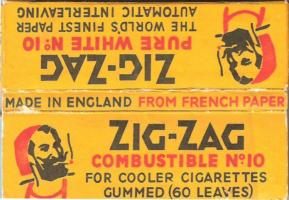 THE WORLD'S FINEST PAPER
AUTOMATIC INTERLEAVING
PURE WHITE Nº10
ZIG-ZAG
MADE IN ENGLAND FROM FRENCH PAPER
ZIG-ZAG
COMBUSTIBLE Nº10
FOR COOLER CIGARETTES
GUMMED (60 LEAVES)